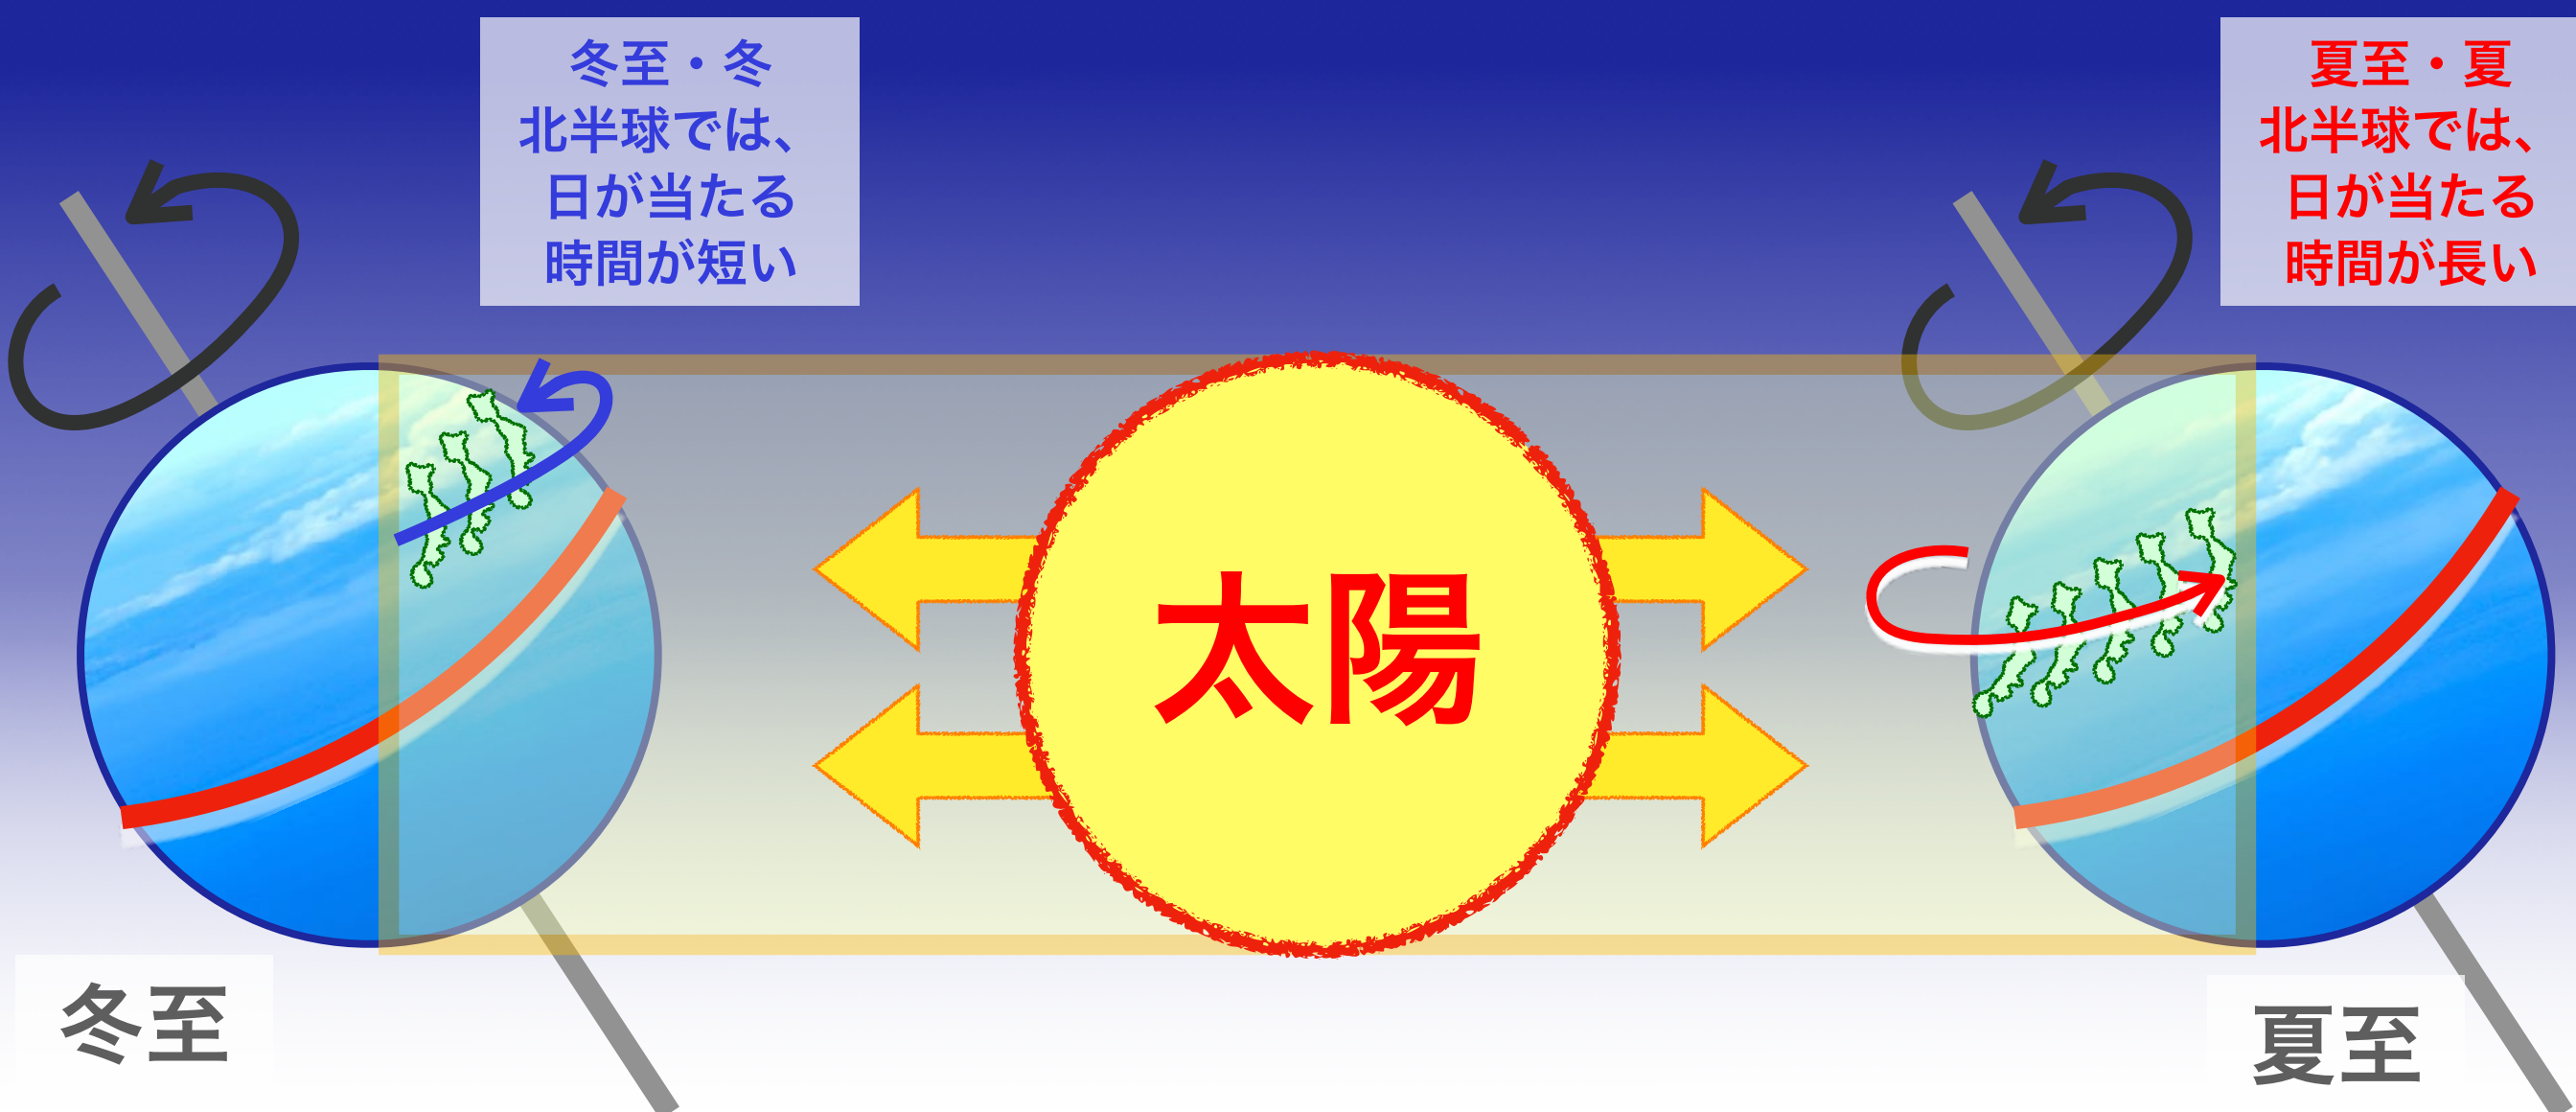 冬至・冬
北半球では、
日が当たる
時間が短い
夏至・夏
北半球では、
日が当たる
時間が長い
太陽
冬至
夏至